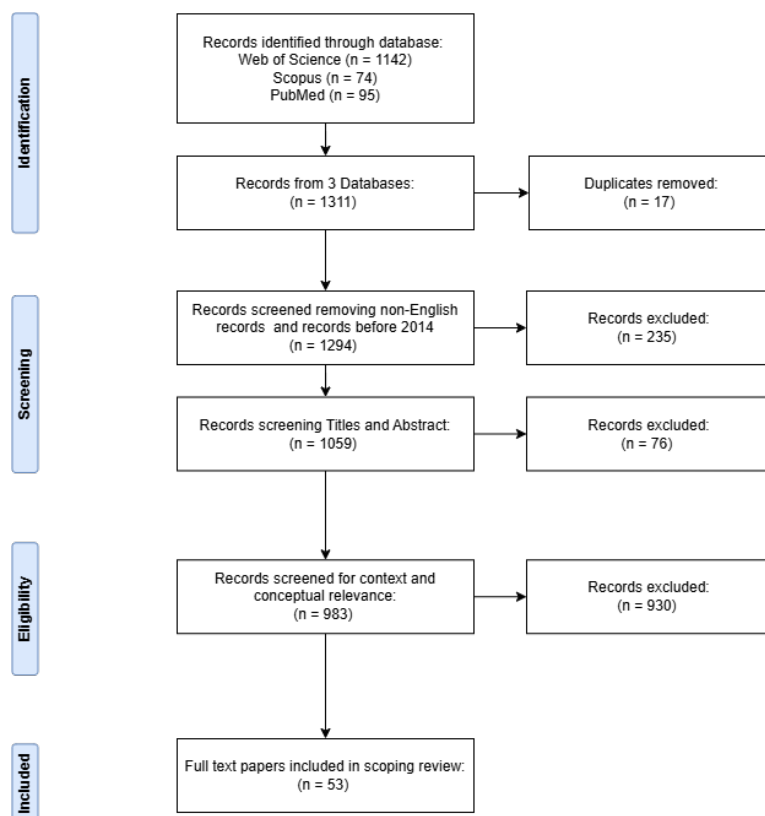 Identification
Records identified through database:
Web of Science (n = 1142)
Scopus (n = 74)
PubMed (n = 95)
Records from 3 Databases:
(n = 1311)
Duplicates removed:
(n = 17)
Screening
Records screened removing non-English
records and records before 2014
(n = 1294)
Records excluded:
(n = 235)
Records screening Titles and Abstract:
(n = 1059)
Records excluded:
(n = 76)
Eligibility
Records screened for context and
conceptual relevance:
(n = 983)
Records excluded:
(n = 930)
Included
Full text papers included in scoping review:
(n = 53)